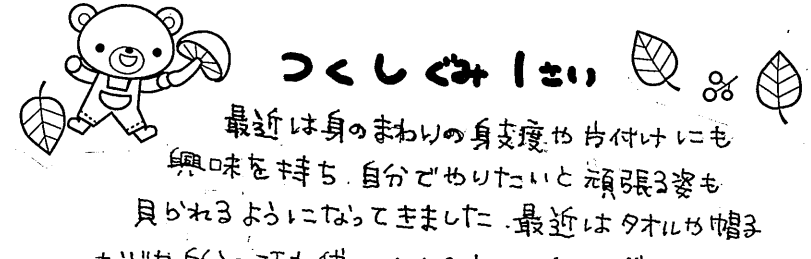 つくしぐみ 1さい
最近は身のまわりの身支度や片付けにも
興味を持ち、自分でやりたいと頑張る姿も
見られるようになってきました。最近はタオルや帽子